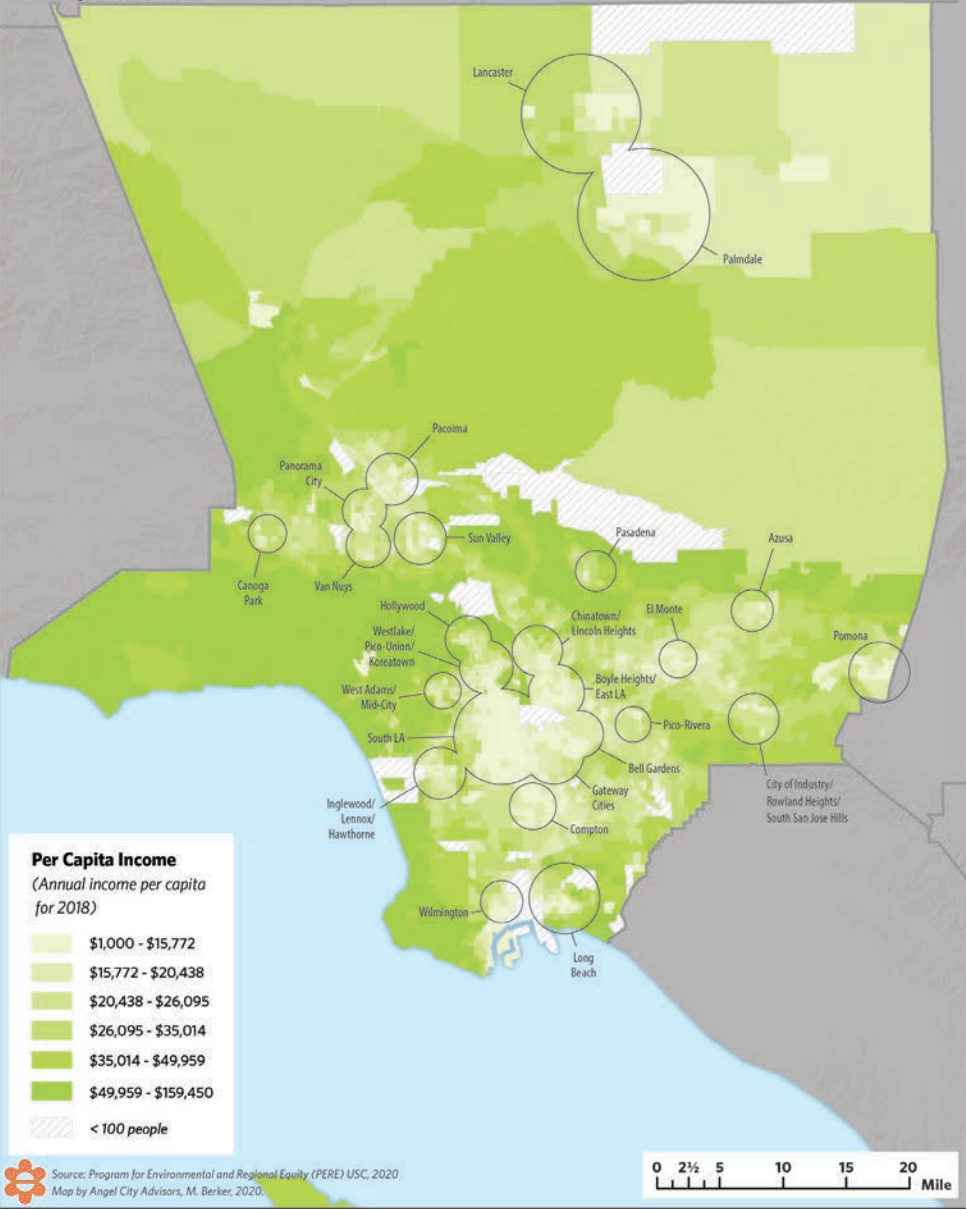 Lancaster
Palmdale
Pacoima
Panorama
City
Sun Valley
Pasadena
Azusa
Canoga
Park
Van Nuys
Hollywood
Chinatown/
Lincoln Heights
El Monte
Westlake/
Pico-Union/
Koreatown
Pomona
Boyle Heights/
East LA
West Adams/
Mid-City
Pico-Rivera
South LA
Bell Gardens
City of Industry/
Rowland Heights/
South San Jose Hills
Gateway
Cities
Inglewood/
Lennox/
Hawthorne
Compton
Wilmington
Long
Beach
Per Capita Income
(Annual income per capita
for 2018)
$1,000 - $15,772
$15,772 - $20,438
$20,438 - $26,095
$26,095 - $35,014
$35,014 - $49,959
$49,959 - $159,450
< 100 people
Source: Program for Environmental and Regional Equity (PERE) USC, 2020
Map by Angel City Advisors, M. Berker, 2020.
0 2½ 5 10 15 20
Mile